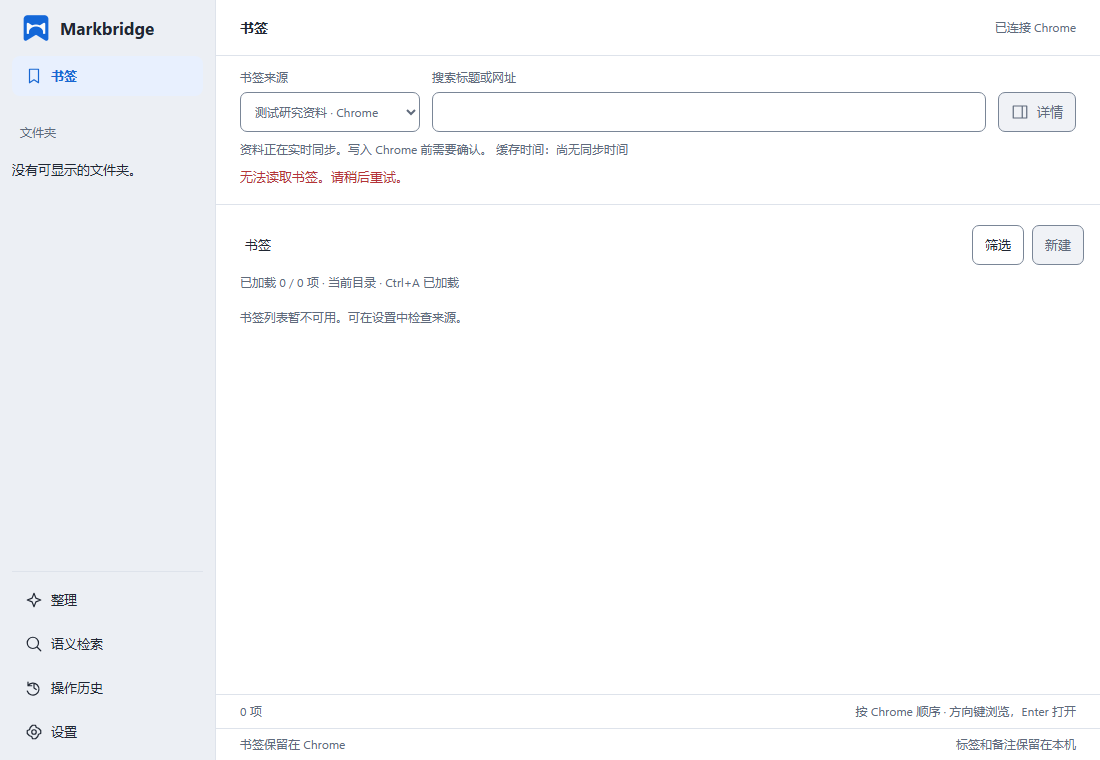 Markbridge
书签
文件夹
没有可显示的文件夹。
整理
语义检索
操作历史
设置
书签
已连接 Chrome
书签来源
搜索标题或网址
测试研究资料 · Chrome
详情
资料正在实时同步。写入 Chrome 前需要确认。 缓存时间：尚无同步时间
无法读取书签。请稍后重试。
书签
筛选
新建
已加载 0 / 0 项 · 当前目录 · Ctrl+A 已加载
书签列表暂不可用。可在设置中检查来源。
0 项
按 Chrome 顺序 · 方向键浏览，Enter 打开
书签保留在 Chrome
标签和备注保留在本机